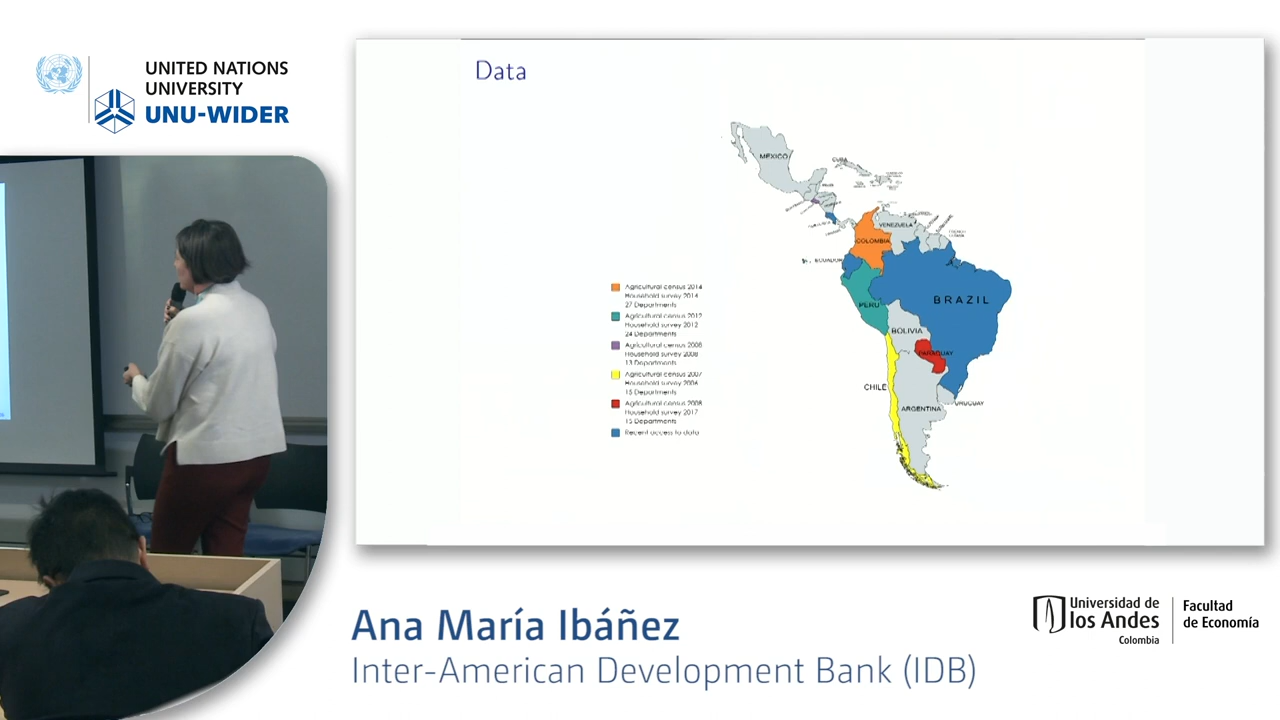 UNITED NATIONS
UNIVERSITY
UNU-WIDER
Data
MEXICO
CUBA
VENEZUELA
COLOMBIA
ECUADOR
BRAZIL
PERU
BOLIVIA
PARAGUAY
CHILE
ARGENTINA
URUGUAY
Agricultural census 2014
Household survey 2014
27 Departments
Agricultural census 2012
Household survey 2012
24 Departments
Agricultural census 2008
Household survey 2008
13 Departments
Agricultural census 2007
Household survey 2006
15 Departments
Agricultural census 2008
Household survey 2017
15 Departments
Recent access to data
Ana María Ibáñez
Inter-American Development Bank (IDB)
Universidad de
los Andes
Colombia
Facultad
de Economía